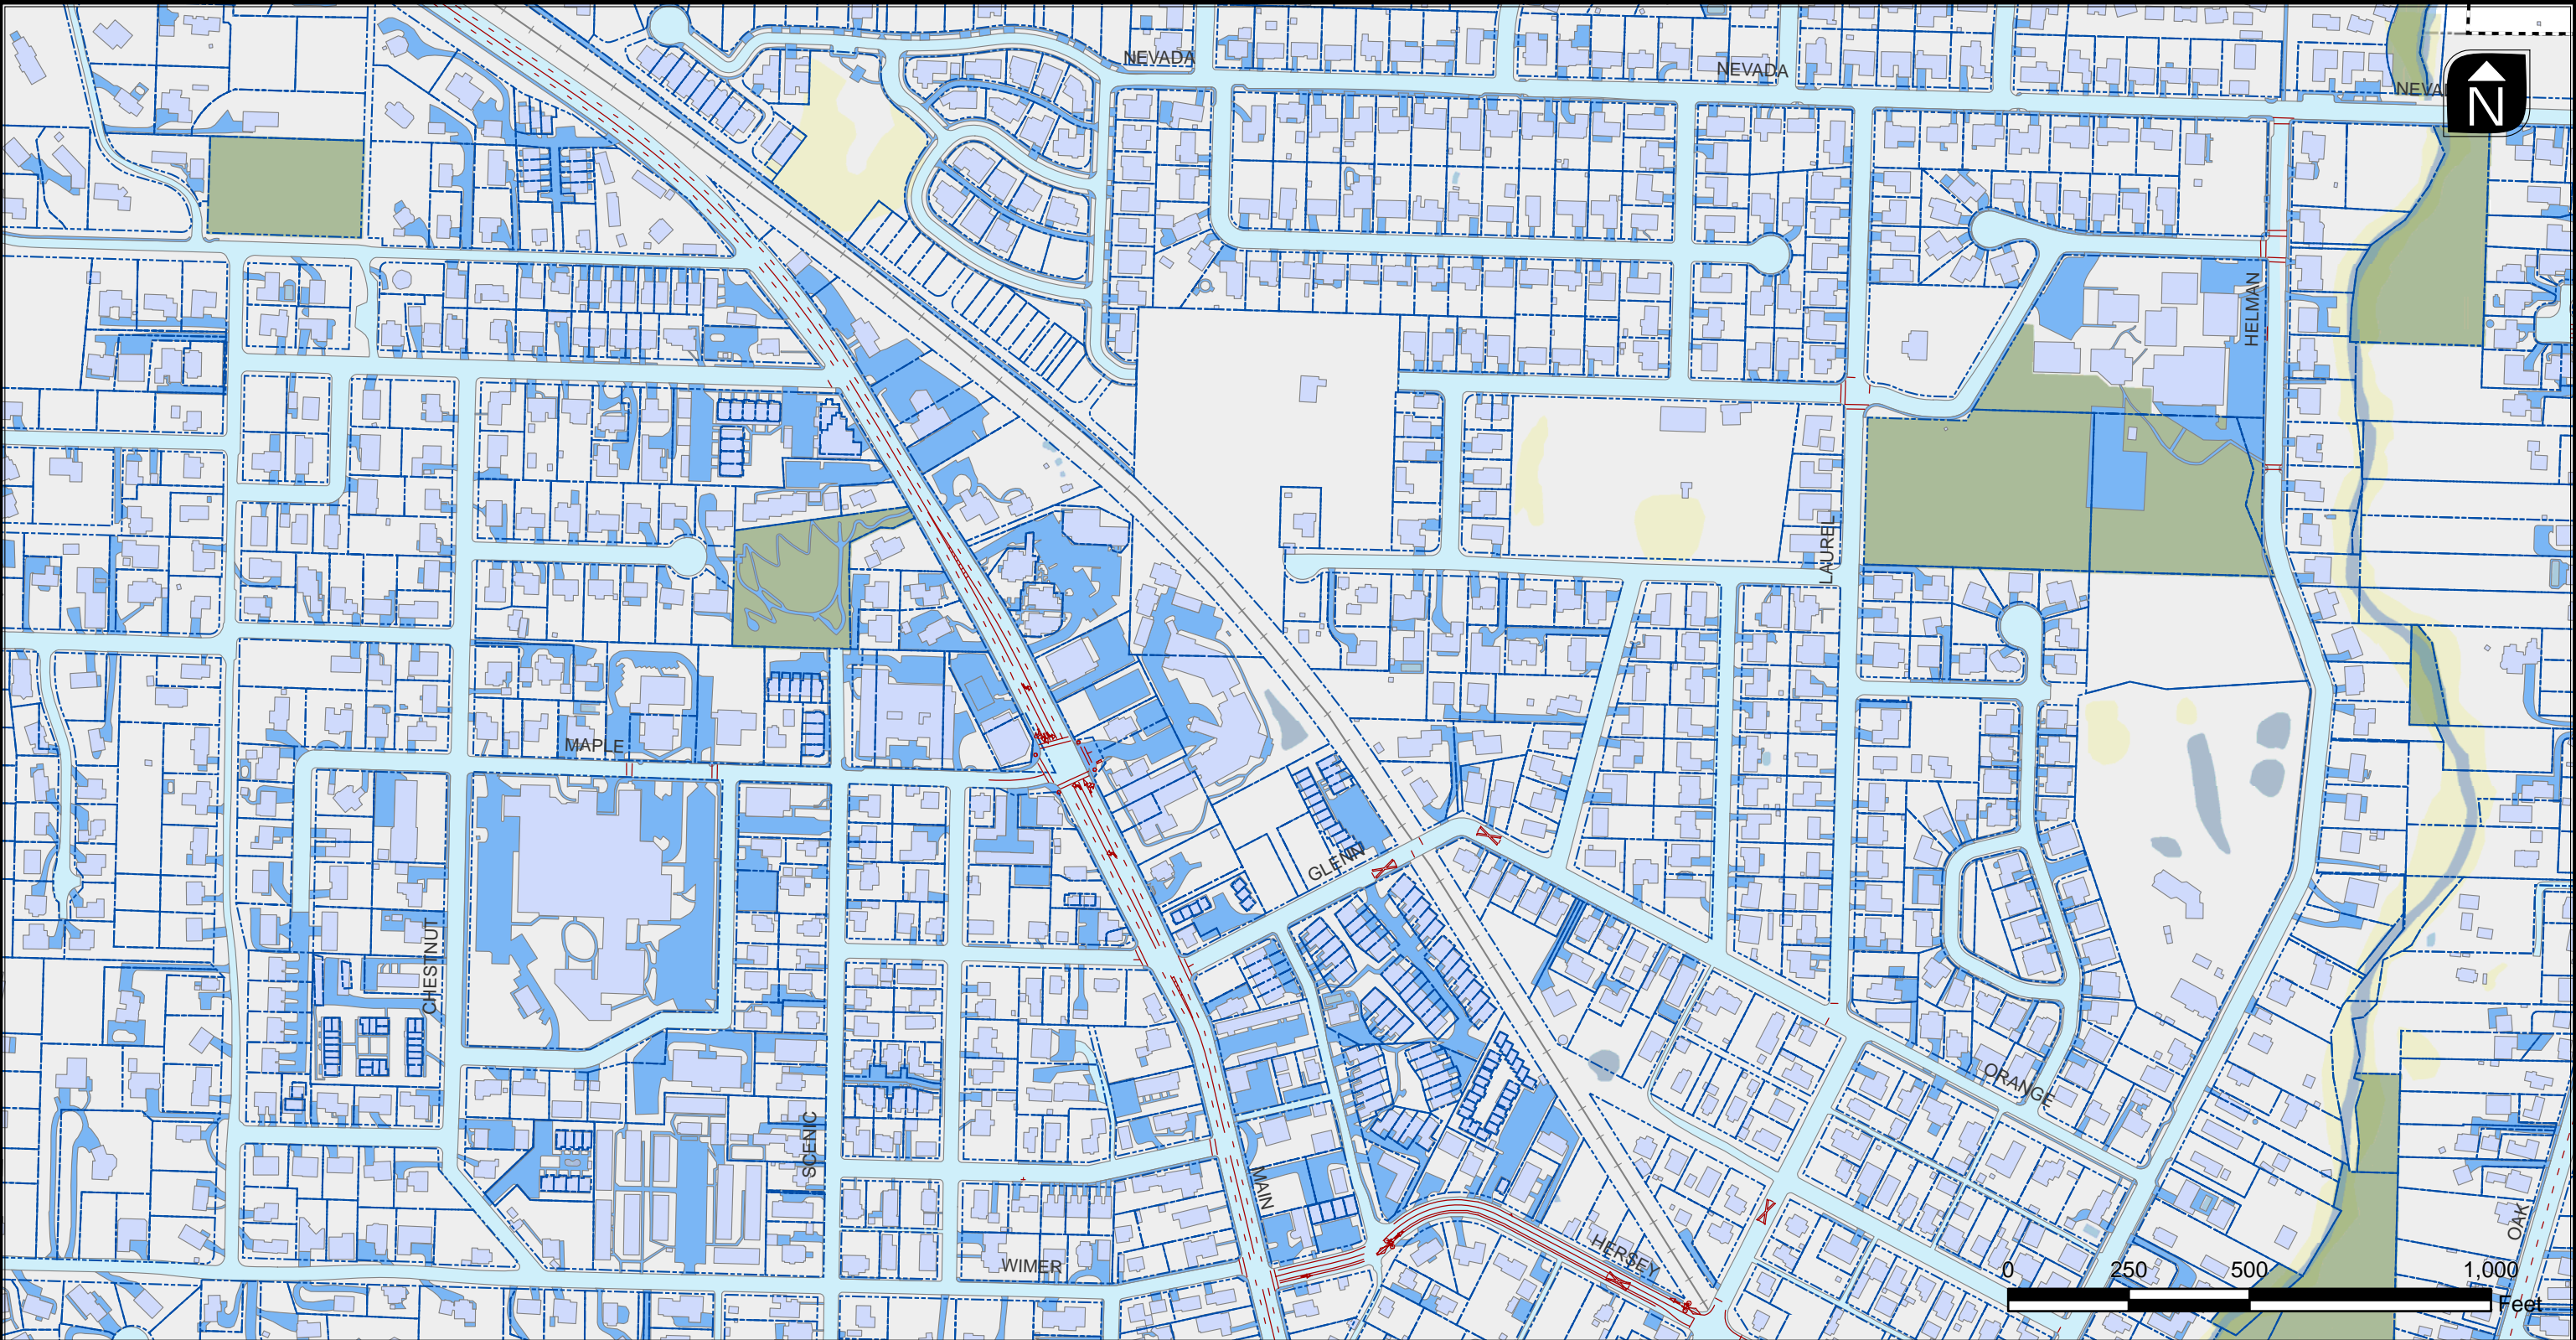 NEVADA
NEVADA
NEVA
N
HELMAN
LAUREL
MAPLE
GLENN
CHESTNUT
ORANGE
SCENIC
MAIN
OAK
HERSEY
WIMER
0 250 500 1,000
Feet